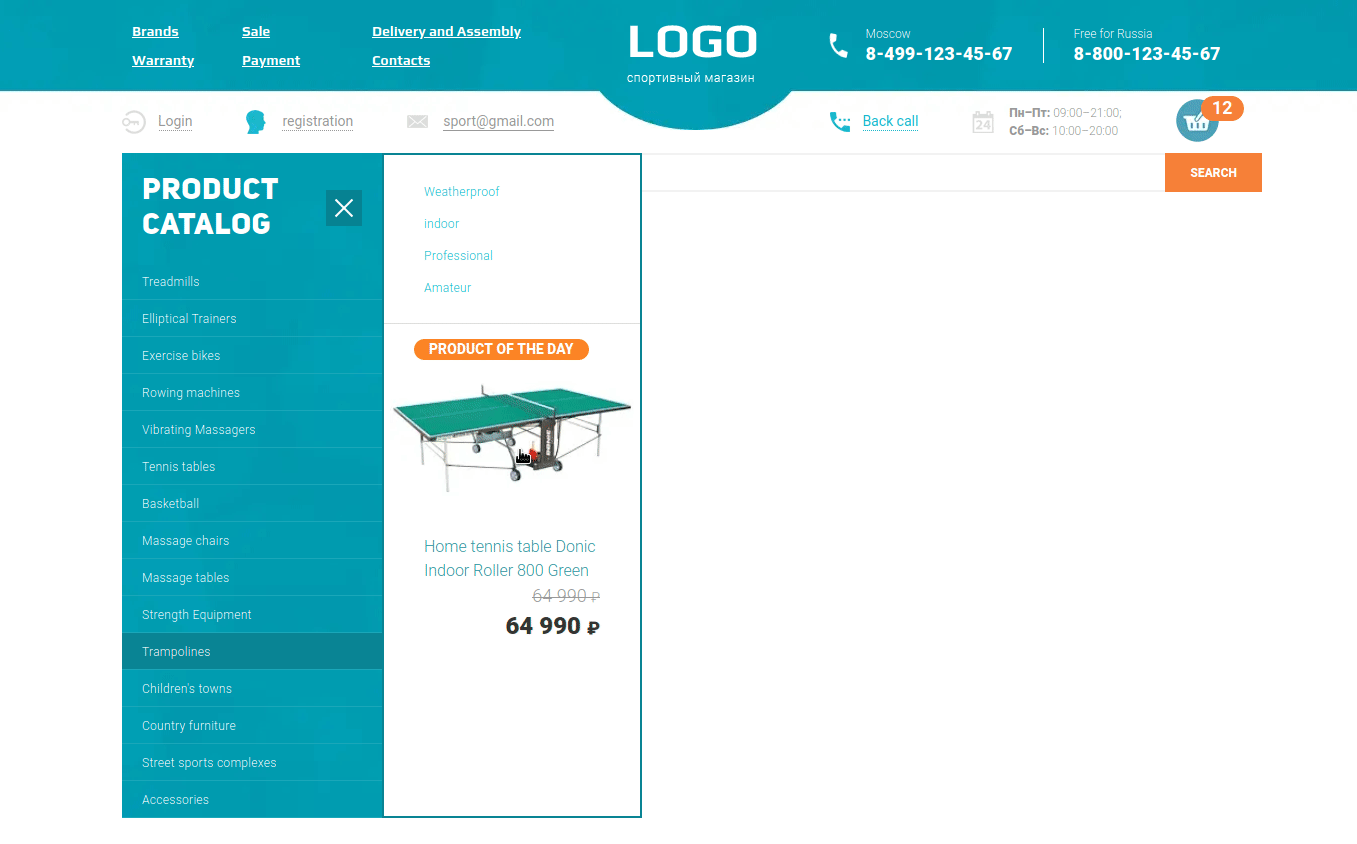 Brands
Sale
Delivery and Assembly
Warranty
Payment
Contacts
LOGO
спортивный магазин
Moscow
8-499-123-45-67
Free for Russia
8-800-123-45-67
Login
registration
sport@gmail.com
Back call
24
Пн–Пт: 09:00–21:00;
Сб–Вс: 10:00–20:00
12
SEARCH
PRODUCT
CATALOG
Treadmills
Elliptical Trainers
Exercise bikes
Rowing machines
Vibrating Massagers
Tennis tables
Basketball
Massage chairs
Massage tables
Strength Equipment
Trampolines
Children's towns
Country furniture
Street sports complexes
Accessories
Weatherproof
indoor
Professional
Amateur
PRODUCT OF THE DAY
DONIC
Home tennis table Donic
Indoor Roller 800 Green
64 990 ₽
64 990 ₽